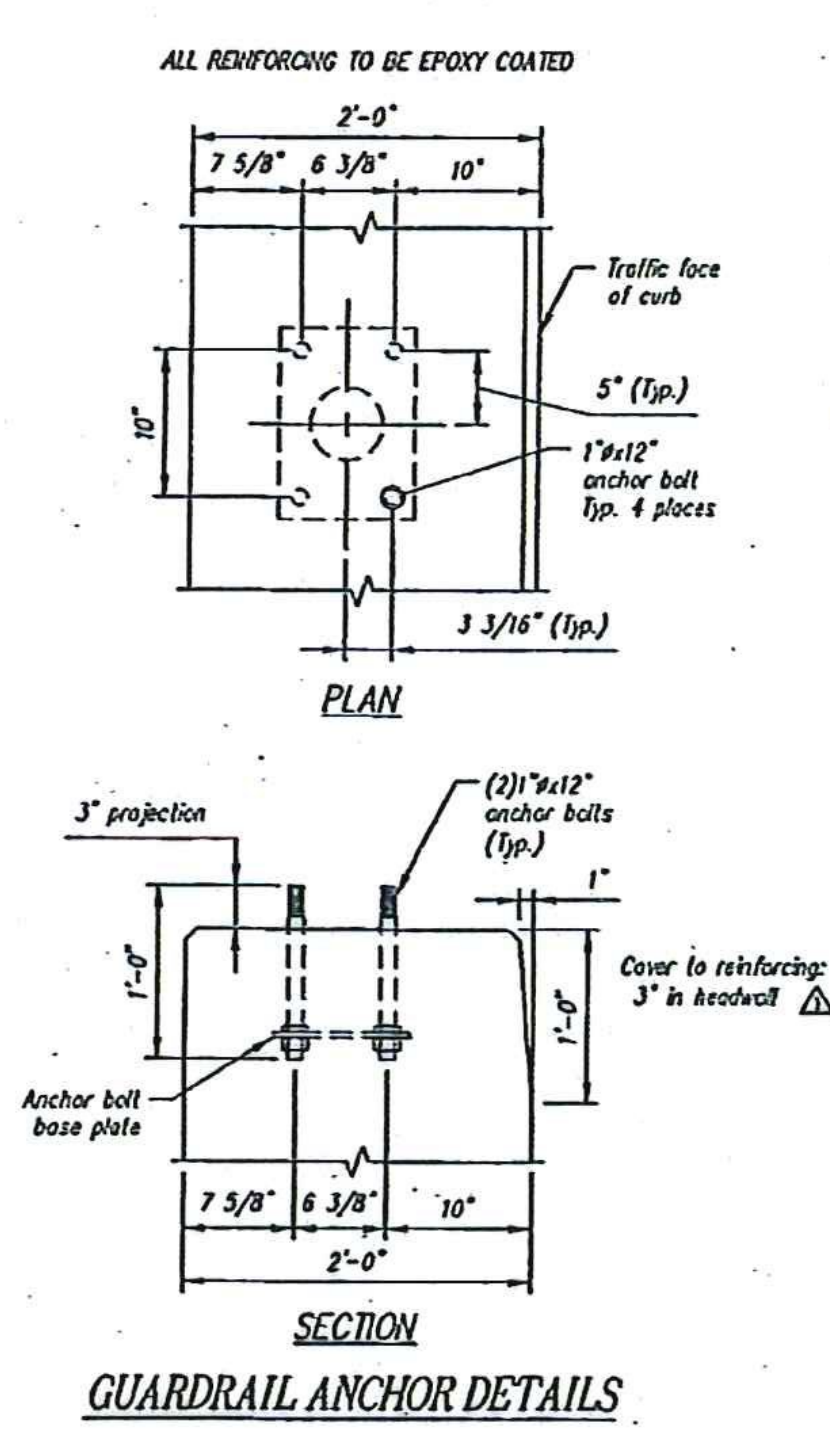 ALL REINFORCING TO BE EPOXY COATED
2'-0"
7 5/8" 6 3/8" 10"
Traffic face
of curb
10"
5" (Typ.)
1"øx12"
anchor bolt
Typ. 4 places
3 3/16" (Typ.)
PLAN
3" projection
(2)1"øx12"
anchor bolts
(Typ.)
1"
1'-0"
Cover to reinforcing:
3" in headwall 1
1'-0"
Anchor bolt
base plate
7 5/8" 6 3/8" 10"
2'-0"
SECTION
GUARDRAIL ANCHOR DETAILS